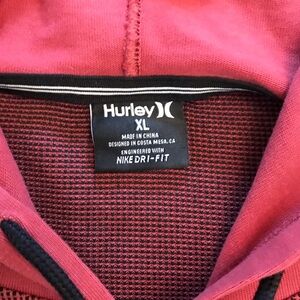 Hurley
XL
MADE IN CHINA
DESIGNED IN COSTA MESA, CA
ENGINEERED WITH
NIKE DRI-FIT